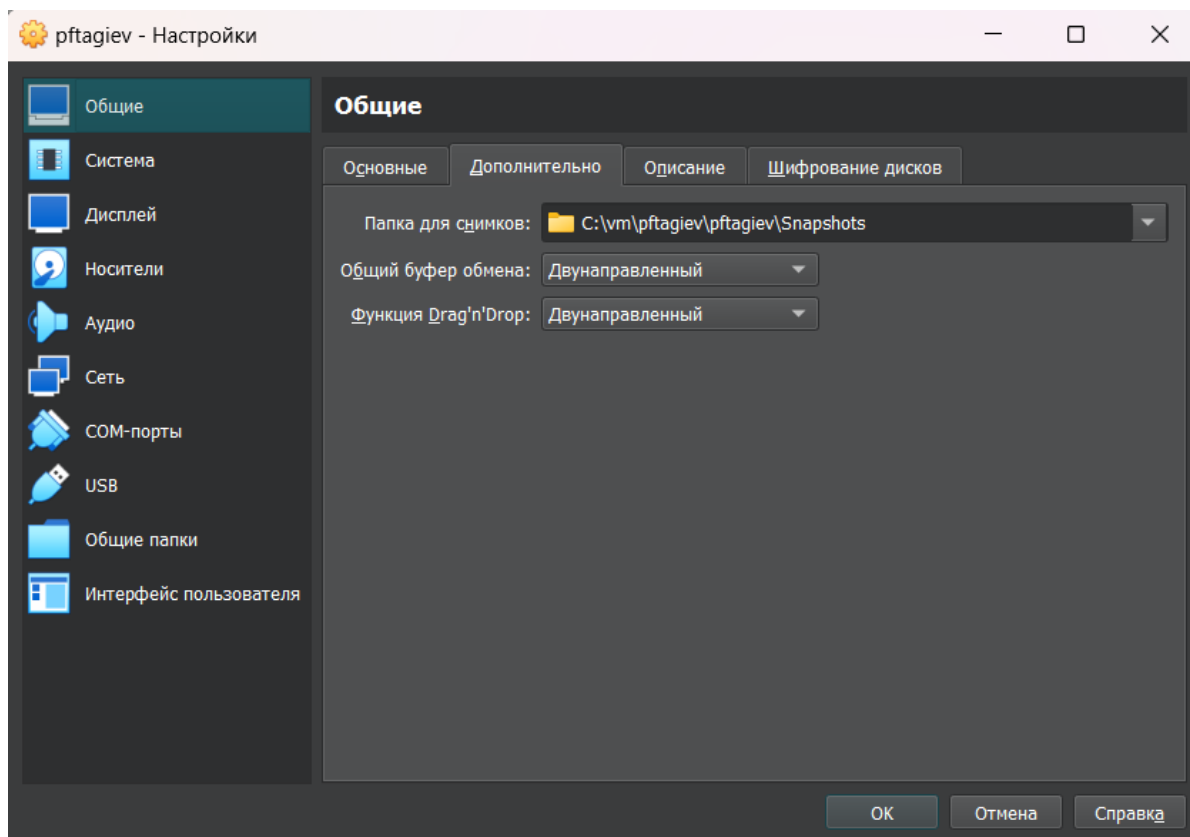 pftagiev - Настройки
Общие
Система
Дисплей
Носители
Аудио
Сеть
COM-порты
USB
Общие папки
Интерфейс пользователя
Общие
Основные Дополнительно Описание Шифрование дисков
Папка для снимков: C:\vm\pftagiev\pftagiev\Snapshots
Общий буфер обмена: Двунаправленный
Функция Drag'n'Drop: Двунаправленный
ОК Отмена Справка